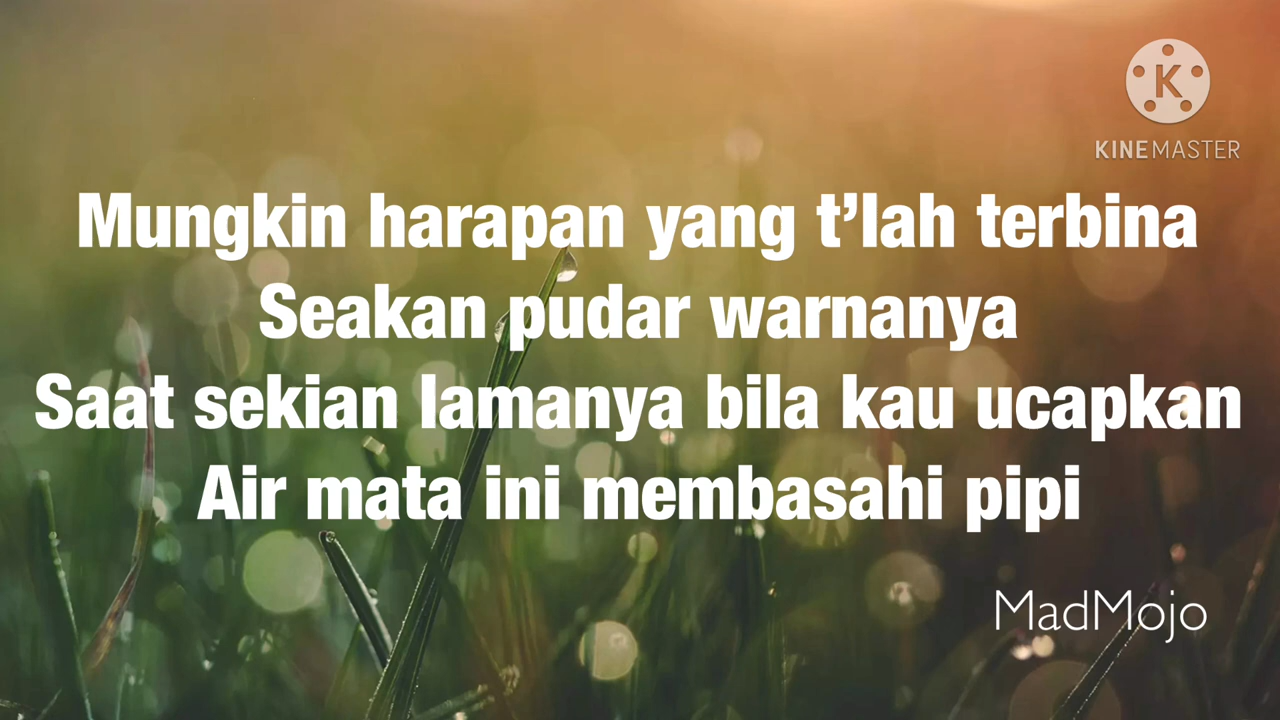 K
KINEMASTER
Mungkin harapan yang t’lah terbina
Seakan pudar warnanya
Saat sekian lamanya bila kau ucapkan
Air mata ini membasahi pipi
MadMojo